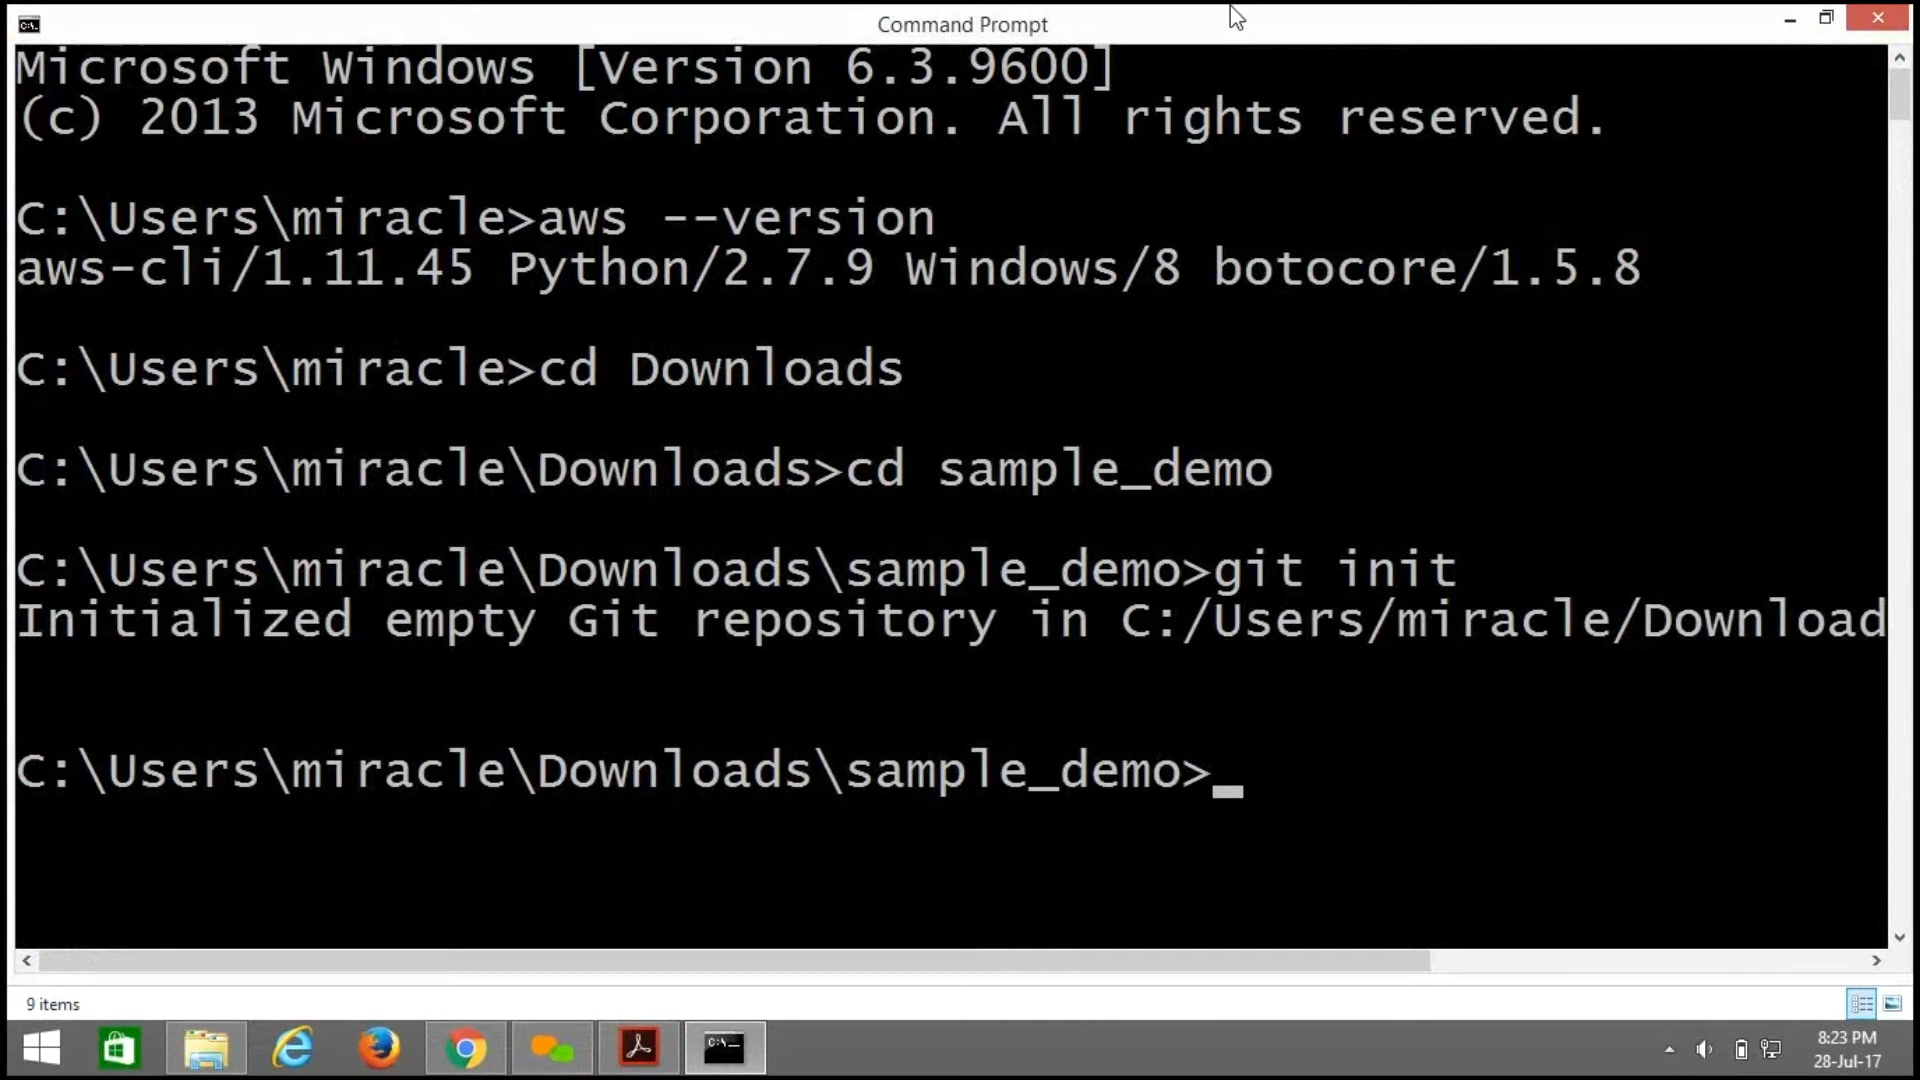 Command Prompt
Microsoft Windows [Version 6.3.9600]
(c) 2013 Microsoft Corporation. All rights reserved.
C:\Users\miracle>aws --version
aws-cli/1.11.45 Python/2.7.9 Windows/8 botocore/1.5.8
C:\Users\miracle>cd Downloads
C:\Users\miracle\Downloads>cd sample_demo
C:\Users\miracle\Downloads\sample_demo>git init
Initialized empty Git repository in C:/Users/miracle/Download
C:\Users\miracle\Downloads\sample_demo>_
9 items
8:23 PM
28-Jul-17